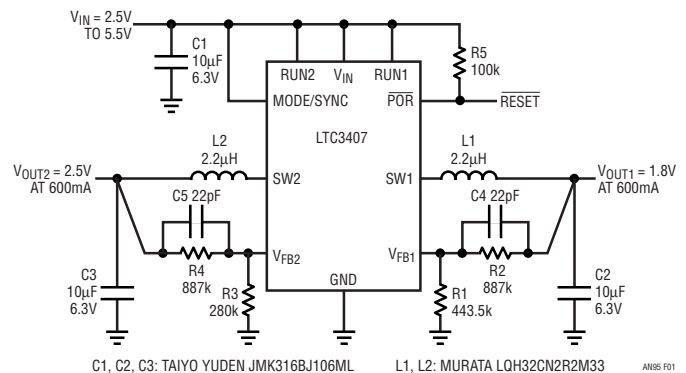 V_IN = 2.5V
TO 5.5V
C1
10µF
6.3V
RUN2
V_IN
RUN1
R5
100k
MODE/SYNC
POR
RESET
LTC3407
L2
2.2µH
L1
2.2µH
V_OUT2 = 2.5V
AT 600mA
SW2
SW1
V_OUT1 = 1.8V
AT 600mA
C5 22pF
C4 22pF
V_FB2
V_FB1
R4
887k
R2
887k
C3
10µF
6.3V
R3
280k
GND
R1
443.5k
C2
10µF
6.3V
C1, C2, C3: TAIYO YUDEN JMK316BJ106ML
L1, L2: MURATA LQH32CN2R2M33
AN95 F01